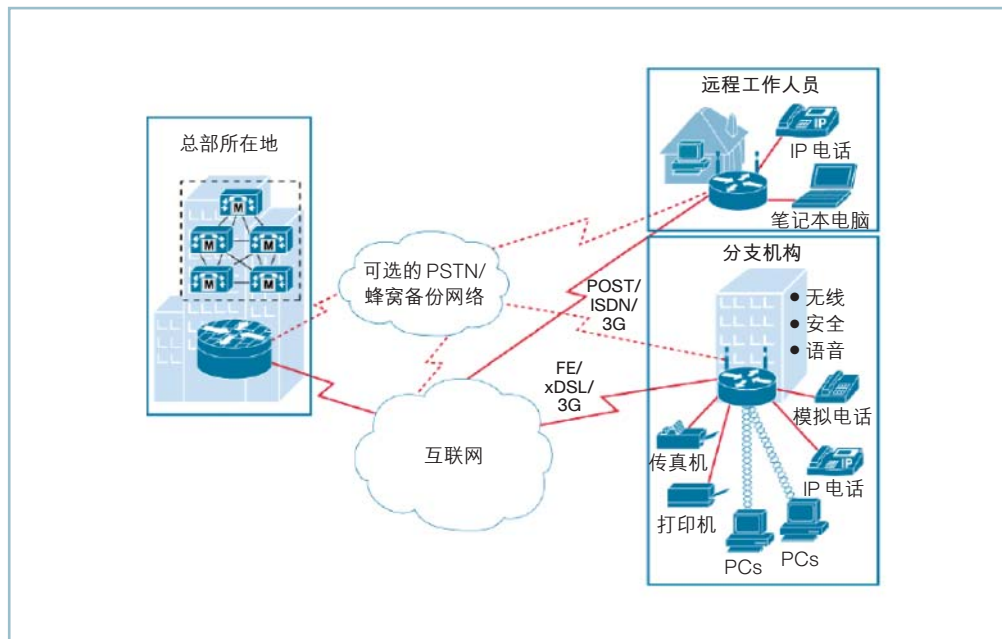 总部所在地
M
M
M
M
M
可选的 PSTN/
蜂窝备份网络
互联网
POST/
ISDN/
3G
FE/
xDSL/
3G
远程工作人员
IP
IP 电话
笔记本电脑
分支机构
● 无线
● 安全
● 语音
模拟电话
传真机
IP
IP 电话
打印机
PCs
PCs